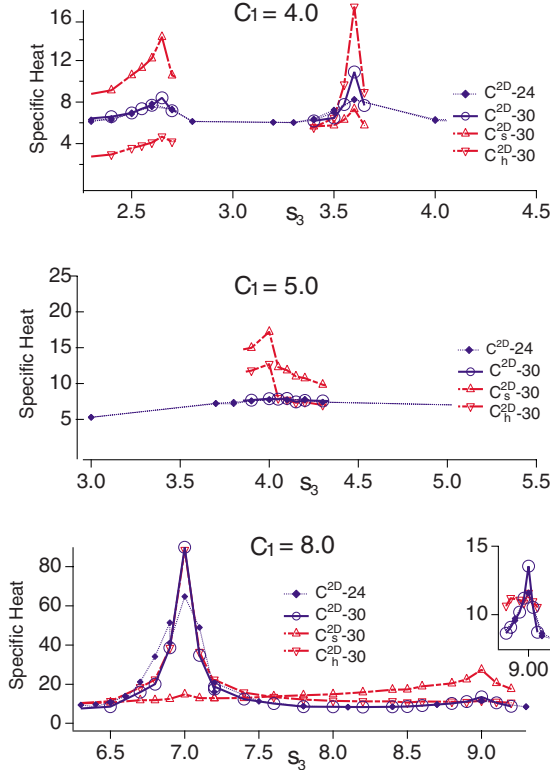 C₁ = 4.0
Specific Heat
16
12
8
4
2.5 3.0 3.5 4.0 4.5
s₃
C²ᴰ-24
C²ᴰ-30
Cₛ²ᴰ-30
Cₕ²ᴰ-30
C₁ = 5.0
Specific Heat
25
20
15
10
5
3.0 3.5 4.0 4.5 5.0 5.5
s₃
C²ᴰ-24
C²ᴰ-30
Cₛ²ᴰ-30
Cₕ²ᴰ-30
C₁ = 8.0
Specific Heat
80
60
40
20
0
6.5 7.0 7.5 8.0 8.5 9.0
s₃
C²ᴰ-24
C²ᴰ-30
Cₛ²ᴰ-30
Cₕ²ᴰ-30
15
10
9.00